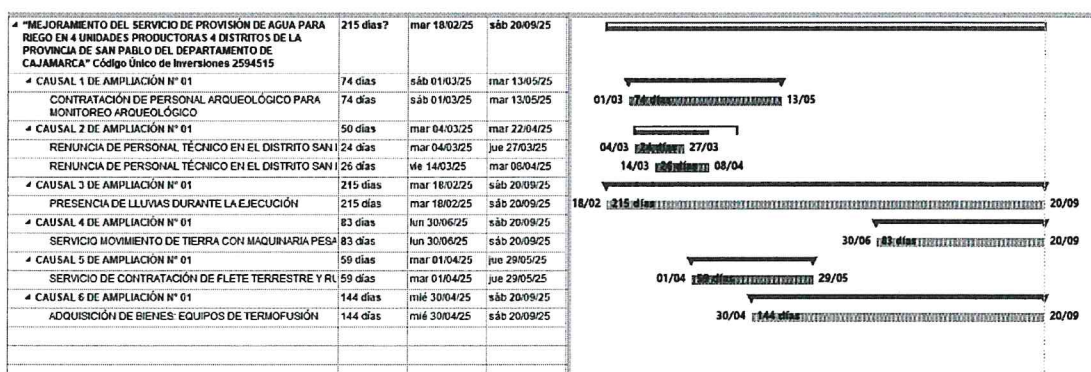 "MEJORAMIENTO DEL SERVICIO DE PROVISIÓN DE AGUA PARA 215 días? mar 18/02/25 sáb 20/09/25
RIEGO EN 4 UNIDADES PRODUCTORAS 4 DISTRITOS DE LA
PROVINCIA DE SAN PABLO DEL DEPARTAMENTO DE
CAJAMARCA" Código Único de Inversiones 2594515
CAUSAL 1 DE AMPLIACIÓN N° 01 74 días sáb 01/03/25 mar 13/05/25
CONTRATACIÓN DE PERSONAL ARQUEOLÓGICO PARA 74 días sáb 01/03/25 mar 13/05/25 01/03 74 días 13/05
MONITOREO ARQUEOLÓGICO
CAUSAL 2 DE AMPLIACIÓN N° 01 50 días mar 04/03/25 mar 22/04/25
RENUNCIA DE PERSONAL TÉCNICO EN EL DISTRITO SAN 24 días mar 04/03/25 jue 27/03/25 04/03 24 días 27/03
RENUNCIA DE PERSONAL TÉCNICO EN EL DISTRITO SAN 26 días vie 14/03/25 mar 08/04/25 14/03 26 días 08/04
CAUSAL 3 DE AMPLIACIÓN N° 01 215 días mar 18/02/25 sáb 20/09/25
PRESENCIA DE LLUVIAS DURANTE LA EJECUCIÓN 215 días mar 18/02/25 sáb 20/09/25 18/02 215 días 20/09
CAUSAL 4 DE AMPLIACIÓN N° 01 83 días lun 30/06/25 sáb 20/09/25
SERVICIO MOVIMIENTO DE TIERRA CON MAQUINARIA PESA 83 días lun 30/06/25 sáb 20/09/25 30/06 83 días 20/09
CAUSAL 5 DE AMPLIACIÓN N° 01 59 días mar 01/04/25 jue 29/05/25
SERVICIO DE CONTRATACIÓN DE FLETE TERRESTRE Y RU 59 días mar 01/04/25 jue 29/05/25 01/04 59 días 29/05
CAUSAL 6 DE AMPLIACIÓN N° 01 144 días mié 30/04/25 sáb 20/09/25
ADQUISICIÓN DE BIENES: EQUIPOS DE TERMOFUSIÓN 144 días mié 30/04/25 sáb 20/09/25 30/04 144 días 20/09